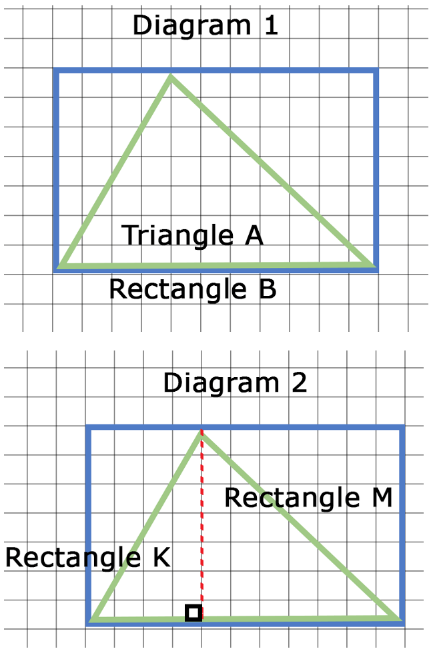 Diagram 1
Triangle A
Rectangle B
Diagram 2
Rectangle M
Rectangle K